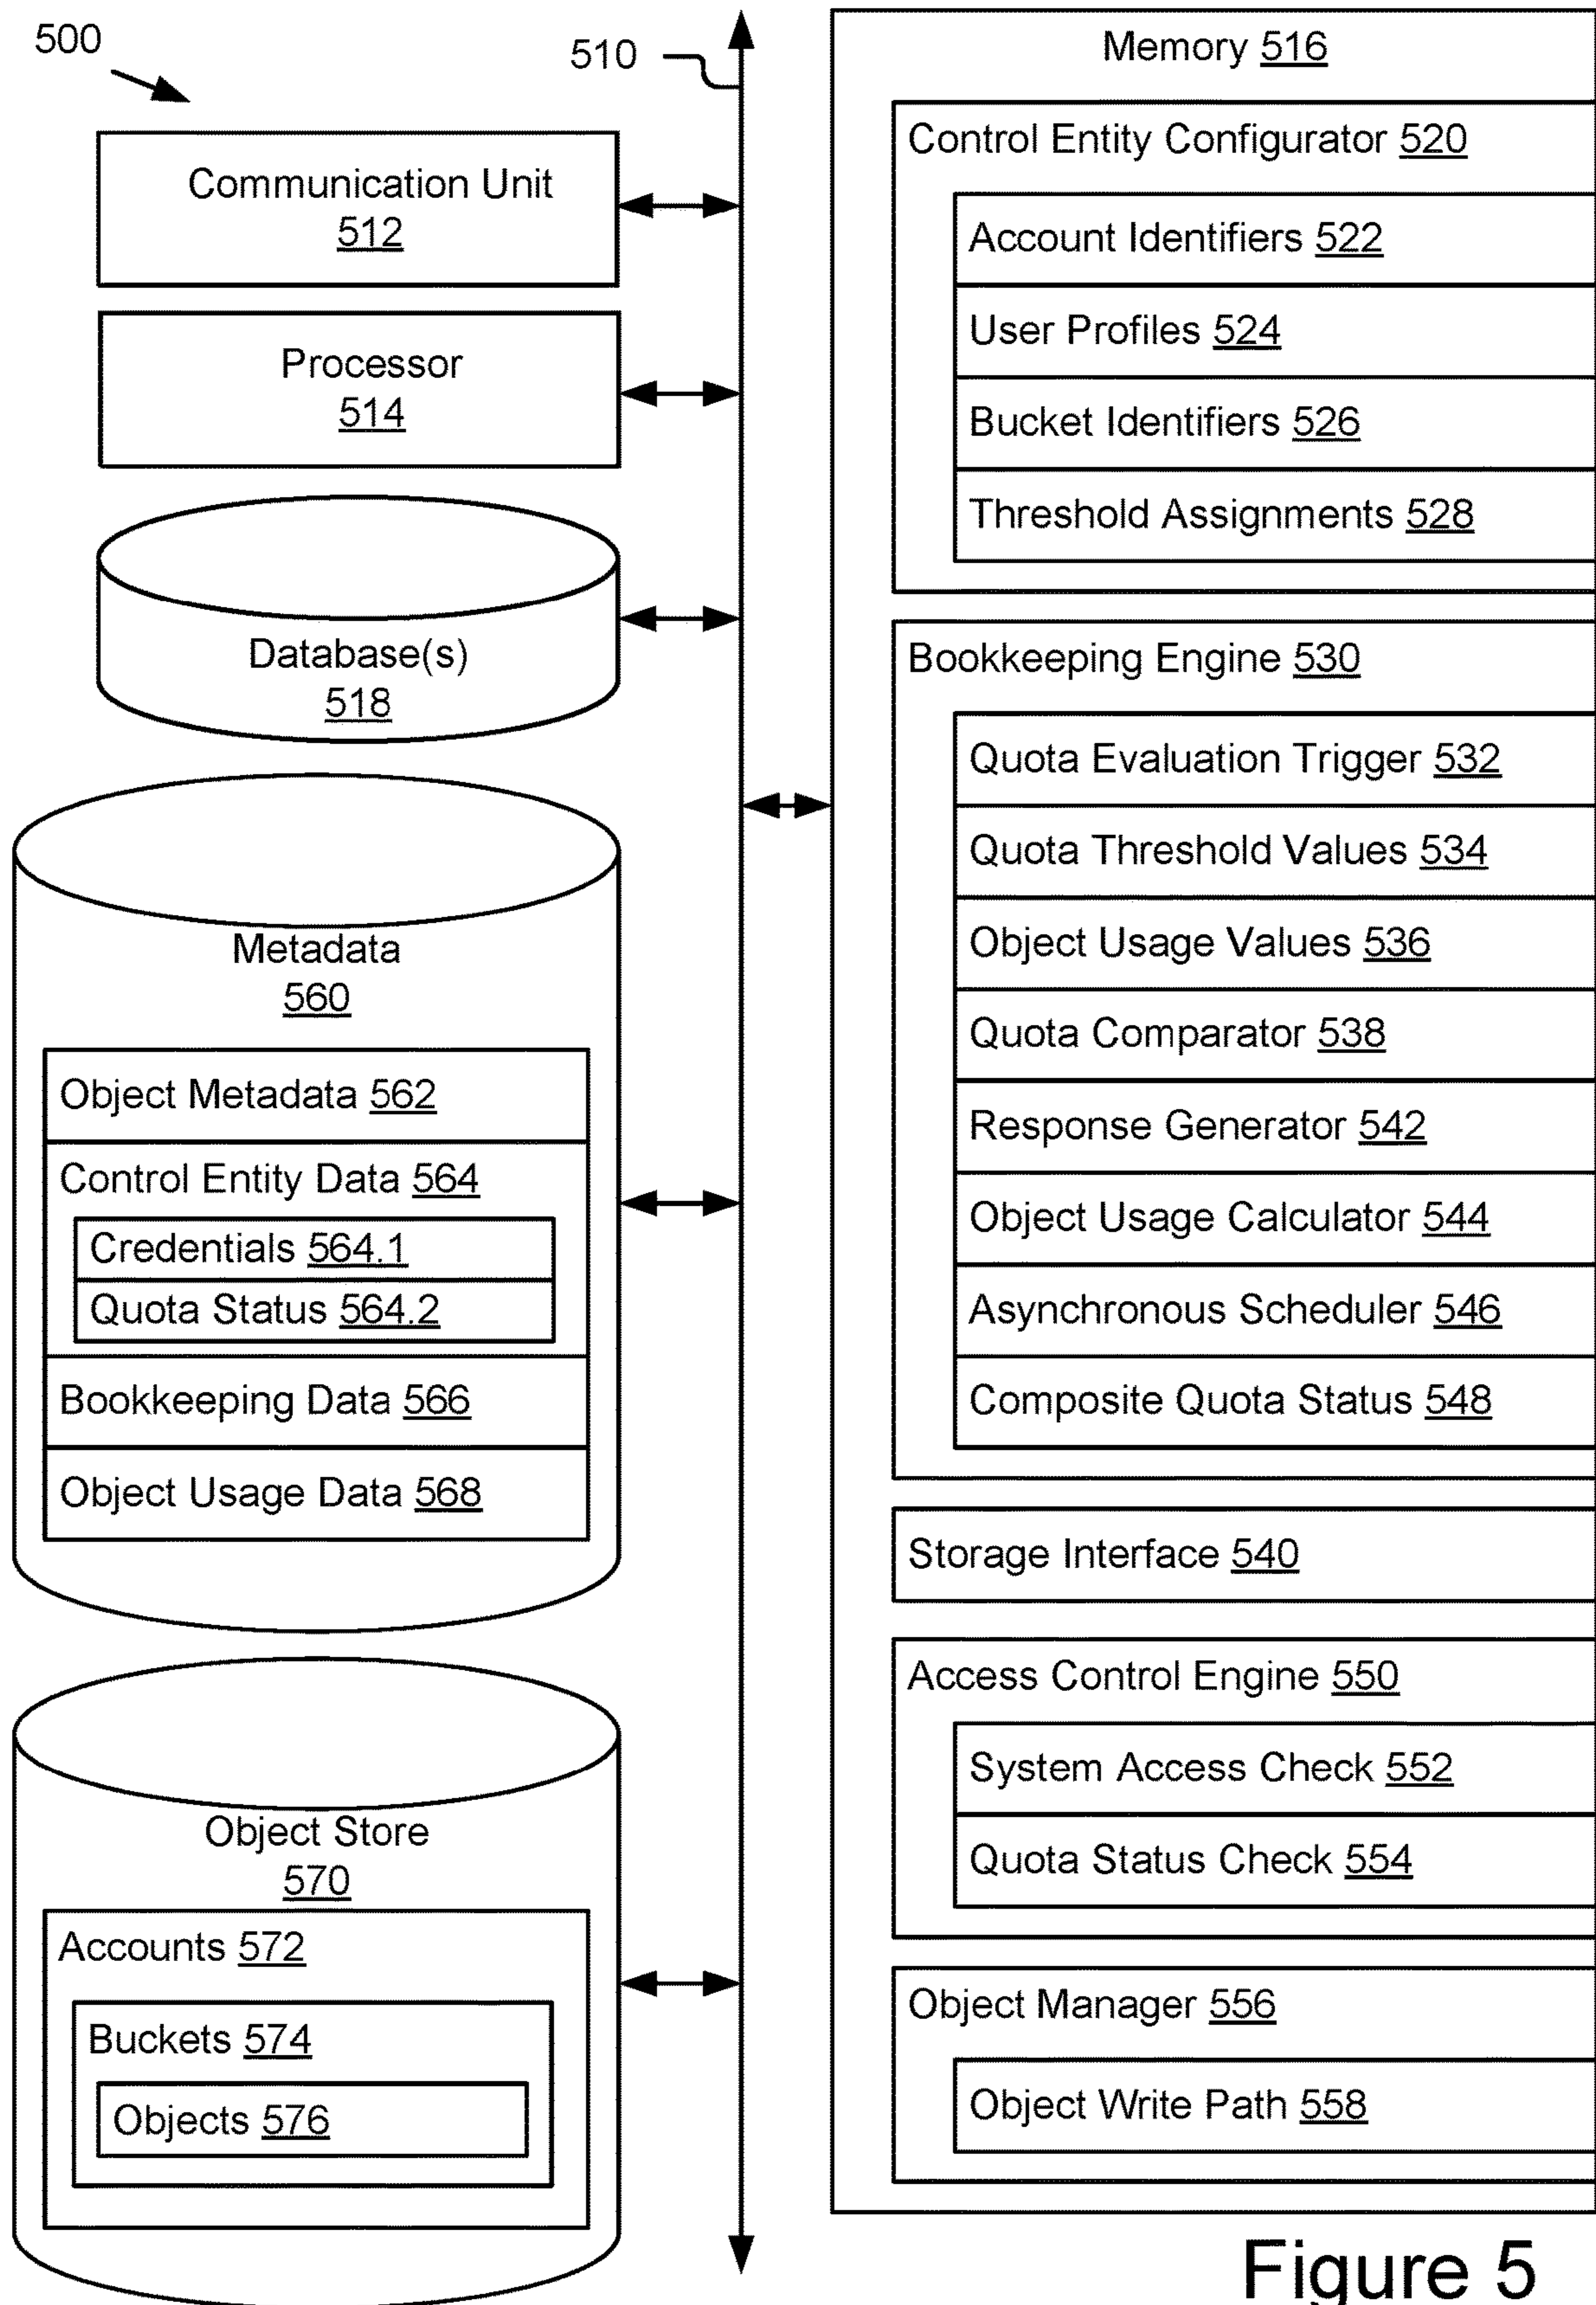 500
510
Communication Unit
512
Processor
514
Database(s)
518
Metadata
560
Object Metadata 562
Control Entity Data 564
Credentials 564.1
Quota Status 564.2
Bookkeeping Data 566
Object Usage Data 568
Object Store
570
Accounts 572
Buckets 574
Objects 576
Memory 516
Control Entity Configurator 520
Account Identifiers 522
User Profiles 524
Bucket Identifiers 526
Threshold Assignments 528
Bookkeeping Engine 530
Quota Evaluation Trigger 532
Quota Threshold Values 534
Object Usage Values 536
Quota Comparator 538
Response Generator 542
Object Usage Calculator 544
Asynchronous Scheduler 546
Composite Quota Status 548
Storage Interface 540
Access Control Engine 550
System Access Check 552
Quota Status Check 554
Object Manager 556
Object Write Path 558
Figure 5